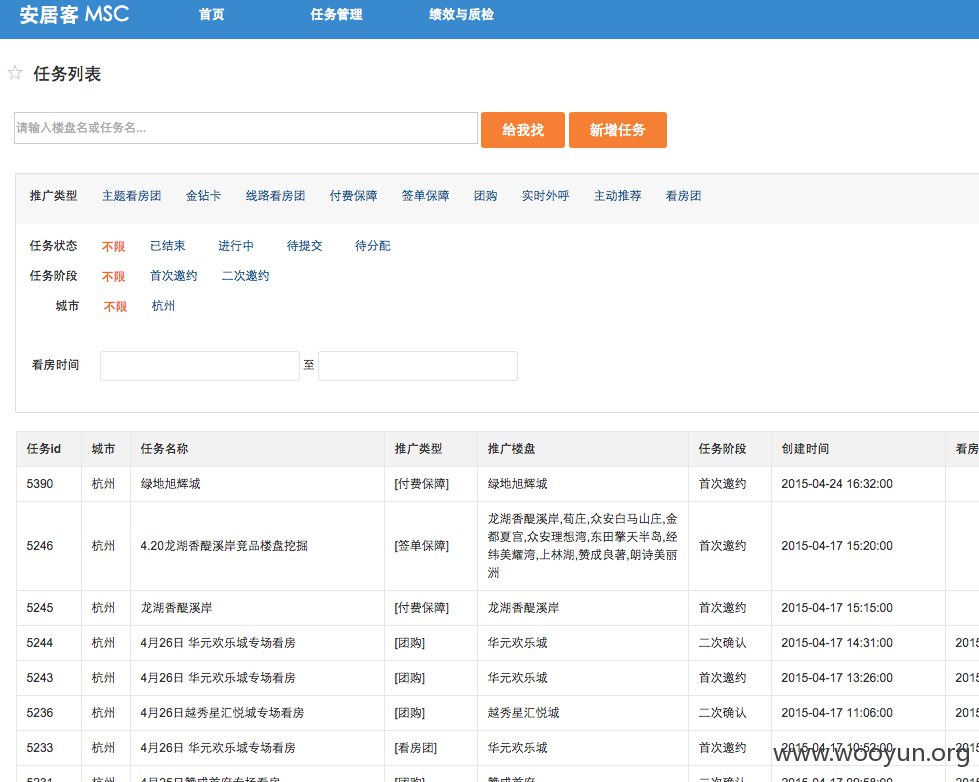 安居客 MSC 首页 任务管理 绩效与质检
任务列表
请输入楼盘名或任务名... 给我找 新增任务
推广类型 主题看房团 金钻卡 线路看房团 付费保障 签单保障 团购 实时外呼 主动推荐 看房团
任务状态 不限 已结束 进行中 待提交 待分配
任务阶段 不限 首次邀约 二次邀约
城市 不限 杭州
看房时间 至
任务id 城市 任务名称 推广类型 推广楼盘 任务阶段 创建时间 看房
5390 杭州 绿地旭辉城 [付费保障] 绿地旭辉城 首次邀约 2015-04-24 16:32:00
5246 杭州 4.20龙湖香醍溪岸竞品楼盘挖掘 [签单保障] 龙湖香醍溪岸,荀庄,众安白马山庄,金
都夏宫,众安理想湾,东田擎天半岛,经
纬美耀湾,上林湖,赞成良著,朗诗美丽
洲 首次邀约 2015-04-17 15:20:00
5245 杭州 龙湖香醍溪岸 [付费保障] 龙湖香醍溪岸 首次邀约 2015-04-17 15:15:00
5244 杭州 4月26日 华元欢乐城专场看房 [团购] 华元欢乐城 二次确认 2015-04-17 14:31:00 2015
5243 杭州 4月26日 华元欢乐城专场看房 [团购] 华元欢乐城 首次邀约 2015-04-17 13:26:00 2015
5236 杭州 4月26日越秀星汇悦城专场看房 [团购] 越秀星汇悦城 二次确认 2015-04-17 11:06:00 2015
5233 杭州 4月26日 华元欢乐城专场看房 [看房团] 华元欢乐城 首次邀约 2015-04-17 10:52:00 2015
www.wooyun.org